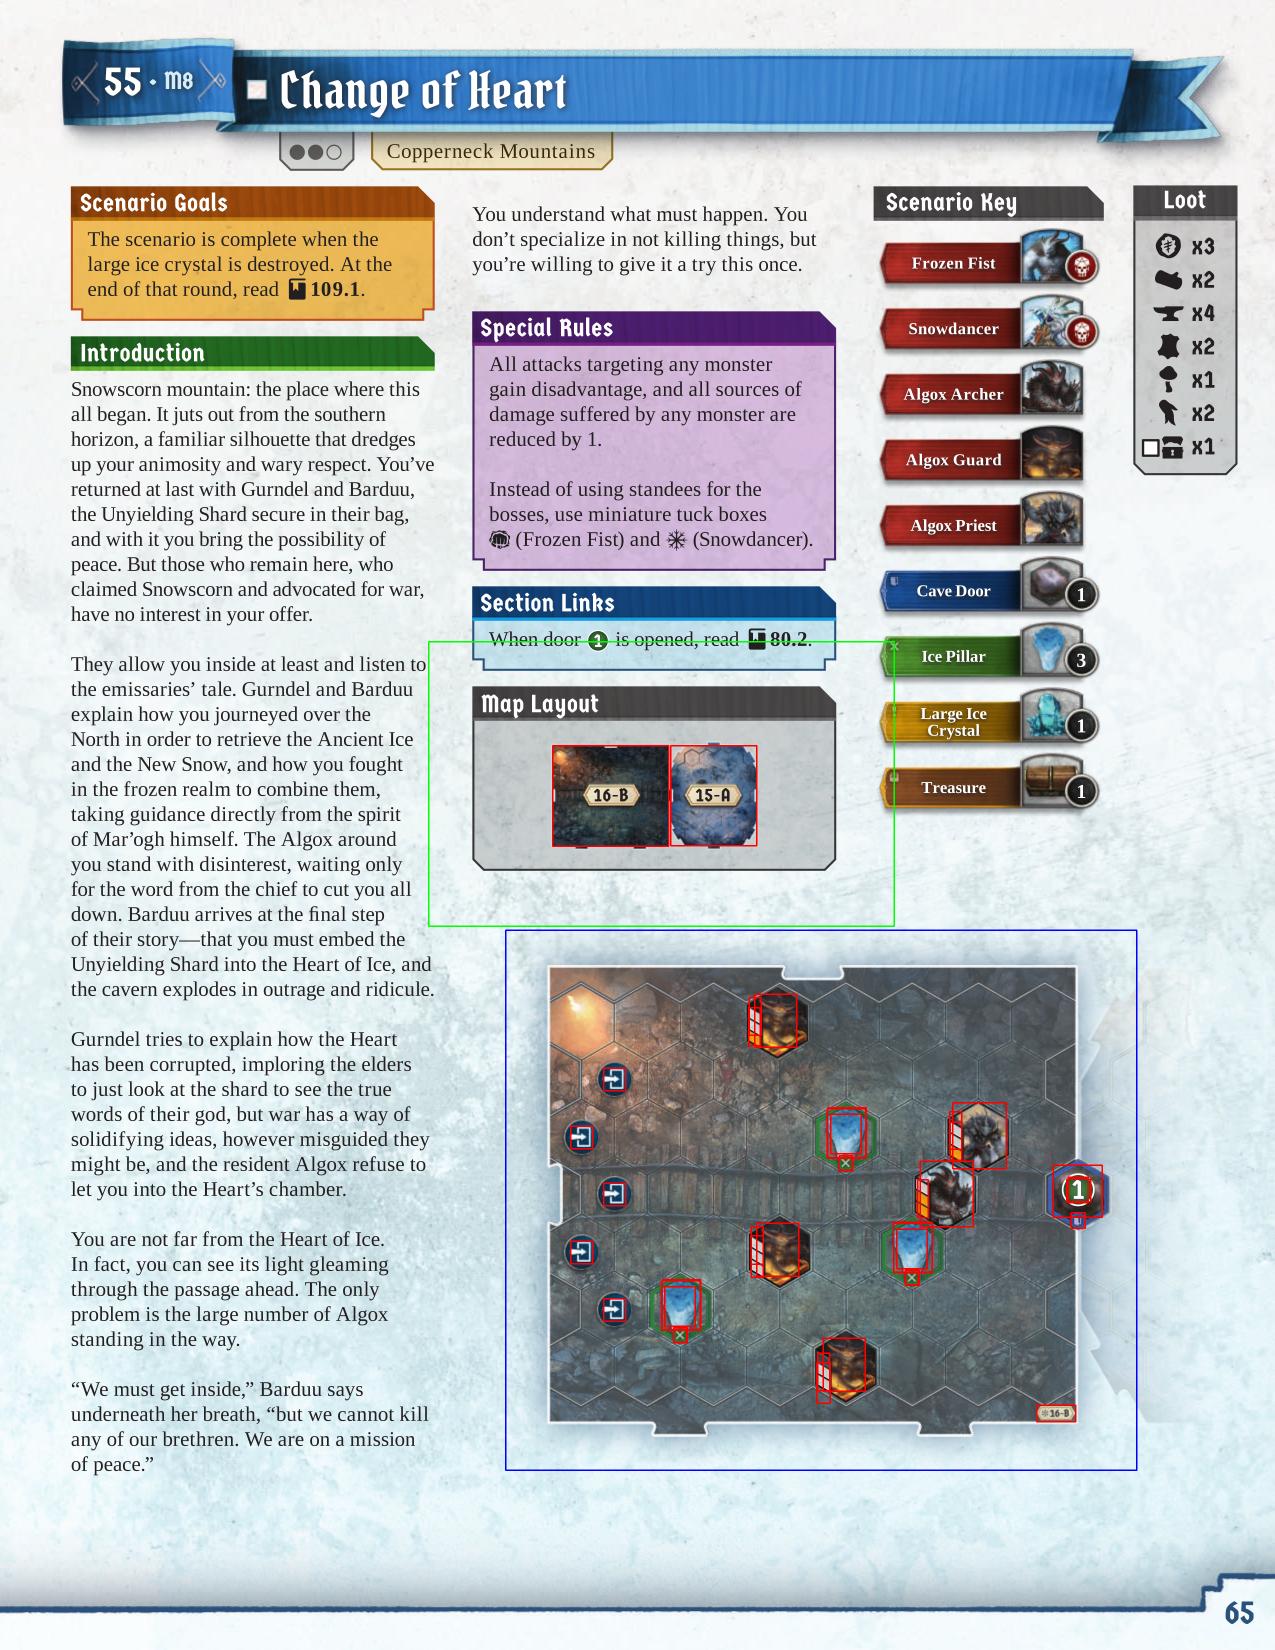 55 · M8
Change of Heart
Copperneck Mountains
Scenario Goals
The scenario is complete when the
large ice crystal is destroyed. At the
end of that round, read 109.1.
Introduction
Snowscorn mountain: the place where this
all began. It juts out from the southern
horizon, a familiar silhouette that dredges
up your animosity and wary respect. You’ve
returned at last with Gurndel and Barduu,
the Unyielding Shard secure in their bag,
and with it you bring the possibility of
peace. But those who remain here, who
claimed Snowscorn and advocated for war,
have no interest in your offer.
They allow you inside at least and listen to
the emissaries’ tale. Gurndel and Barduu
explain how you journeyed over the
North in order to retrieve the Ancient Ice
and the New Snow, and how you fought
in the frozen realm to combine them,
taking guidance directly from the spirit
of Mar’ogh himself. The Algox around
you stand with disinterest, waiting only
for the word from the chief to cut you all
down. Barduu arrives at the final step
of their story—that you must embed the
Unyielding Shard into the Heart of Ice, and
the cavern explodes in outrage and ridicule.
Gurndel tries to explain how the Heart
has been corrupted, imploring the elders
to just look at the shard to see the true
words of their god, but war has a way of
solidifying ideas, however misguided they
might be, and the resident Algox refuse to
let you into the Heart’s chamber.
You are not far from the Heart of Ice.
In fact, you can see its light gleaming
through the passage ahead. The only
problem is the large number of Algox
standing in the way.
“We must get inside,” Barduu says
underneath her breath, “but we cannot kill
any of our brethren. We are on a mission
of peace.”
You understand what must happen. You
don’t specialize in not killing things, but
you’re willing to give it a try this once.
Special Rules
All attacks targeting any monster
gain disadvantage, and all sources of
damage suffered by any monster are
reduced by 1.
Instead of using standees for the
bosses, use miniature tuck boxes
(Frozen Fist) and (Snowdancer).
Section Links
When door 1 is opened, read 80.2.
Map Layout
16-B
15-A
Scenario Key
Frozen Fist
Snowdancer
Algox Archer
Algox Guard
Algox Priest
Cave Door
1
Ice Pillar
3
Large Ice
Crystal
1
Treasure
1
Loot
x3
x2
x4
x2
x1
x2
x1
1
16-B
65